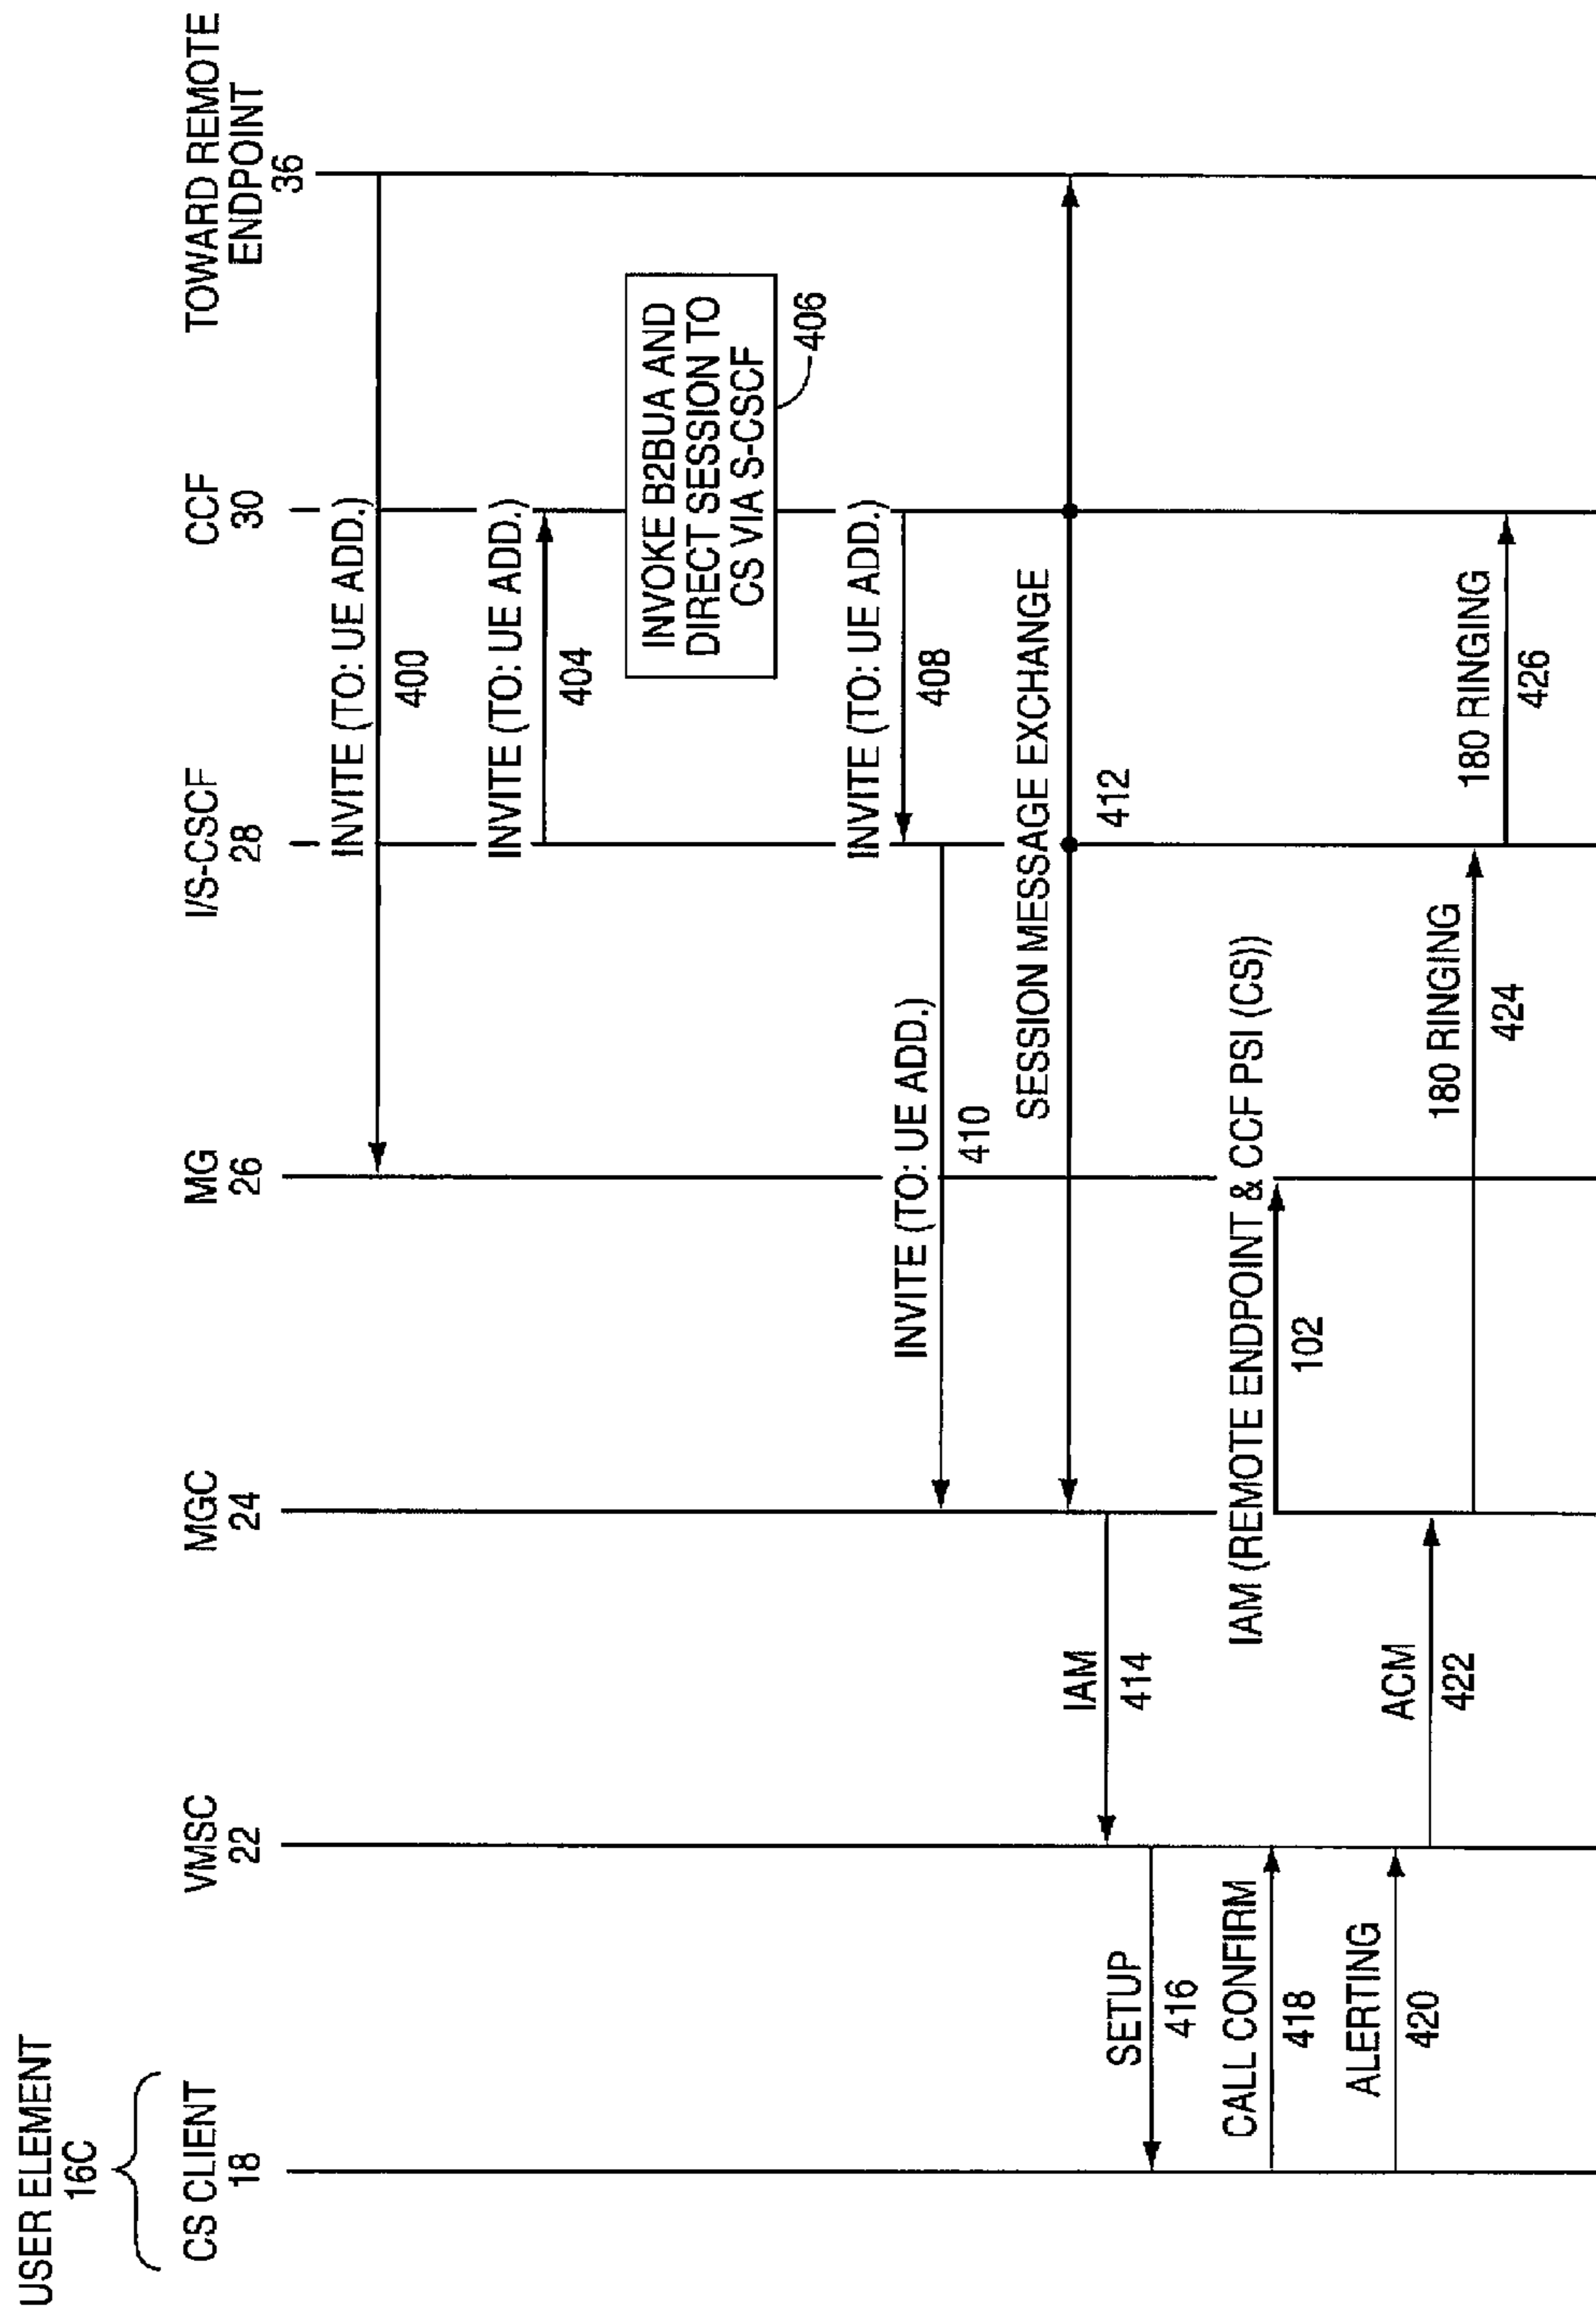 USER ELEMENT
16C
CS CLIENT
18
VMSC
22
MGC
24
MG
26
I/S-CSCF
28
CCF
30
TOWARD REMOTE
ENDPOINT
36
INVITE (TO: UE ADD.)
400
INVITE (TO: UE ADD.)
404
INVOKE B2BUA AND
DIRECT SESSION TO
CS VIA S-CSCF
406
INVITE (TO: UE ADD.)
408
INVITE (TO: UE ADD.)
410
SESSION MESSAGE EXCHANGE
412
IAM
414
SETUP
416
IAM (REMOTE ENDPOINT & CCF PSI (CS))
102
CALL CONFIRM
418
ALERTING
420
ACM
422
180 RINGING
424
180 RINGING
426